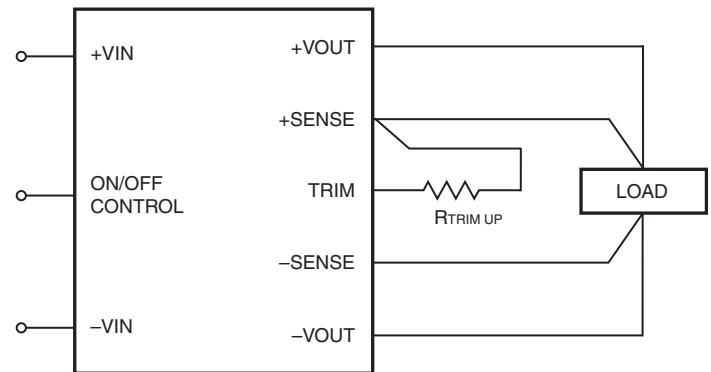 +VIN
ON/OFF
CONTROL
–VIN
+VOUT
+SENSE
TRIM
–SENSE
–VOUT
RTRIM UP
LOAD